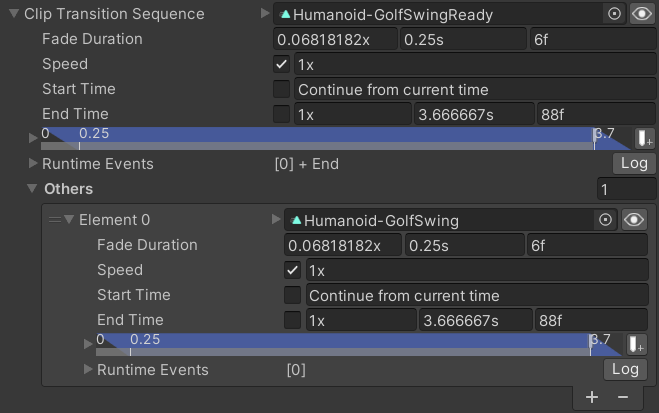 Clip Transition Sequence Humanoid-GolfSwingReady
Fade Duration 0.06818182x 0.25s 6f
Speed 1x
Start Time Continue from current time
End Time 1x 3.666667s 88f
0 0.25 3.7
Runtime Events [0] + End Log
Others 1
Element 0 Humanoid-GolfSwing
Fade Duration 0.06818182x 0.25s 6f
Speed 1x
Start Time Continue from current time
End Time 1x 3.666667s 88f
0 0.25 3.7
Runtime Events [0] Log
+ −